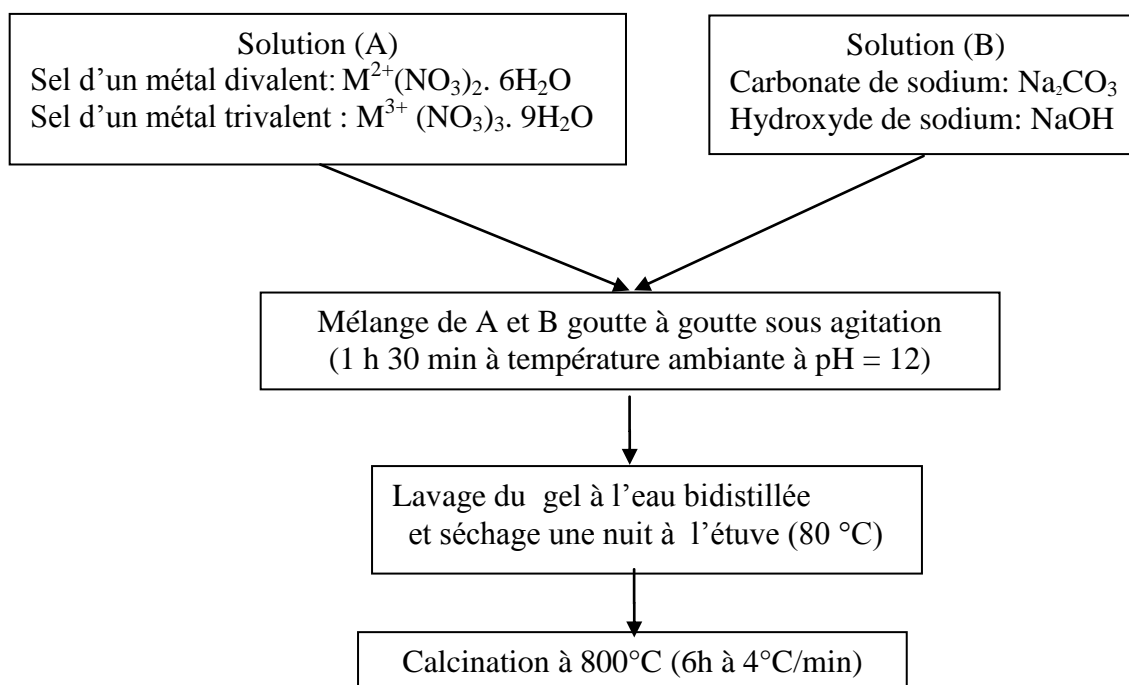 Solution (A)
Sel d’un métal divalent: M²⁺(NO₃)₂. 6H₂O
Sel d’un métal trivalent : M³⁺ (NO₃)₃. 9H₂O
Solution (B)
Carbonate de sodium: Na₂CO₃
Hydroxyde de sodium: NaOH
Mélange de A et B goutte à goutte sous agitation
(1 h 30 min à température ambiante à pH = 12)
Lavage du gel à l’eau bidistillée
et séchage une nuit à l’étuve (80 °C)
Calcination à 800°C (6h à 4°C/min)